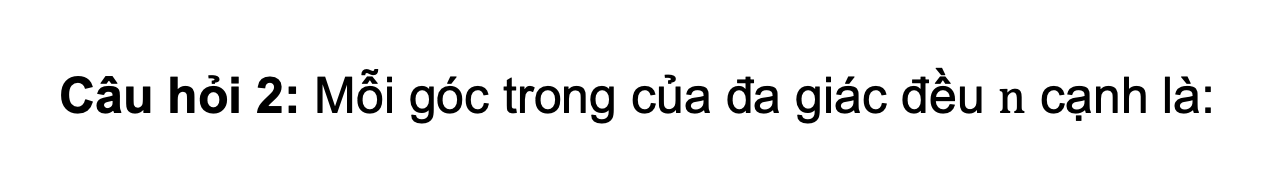 Câu hỏi 2: Mỗi góc trong của đa giác đều n cạnh là: